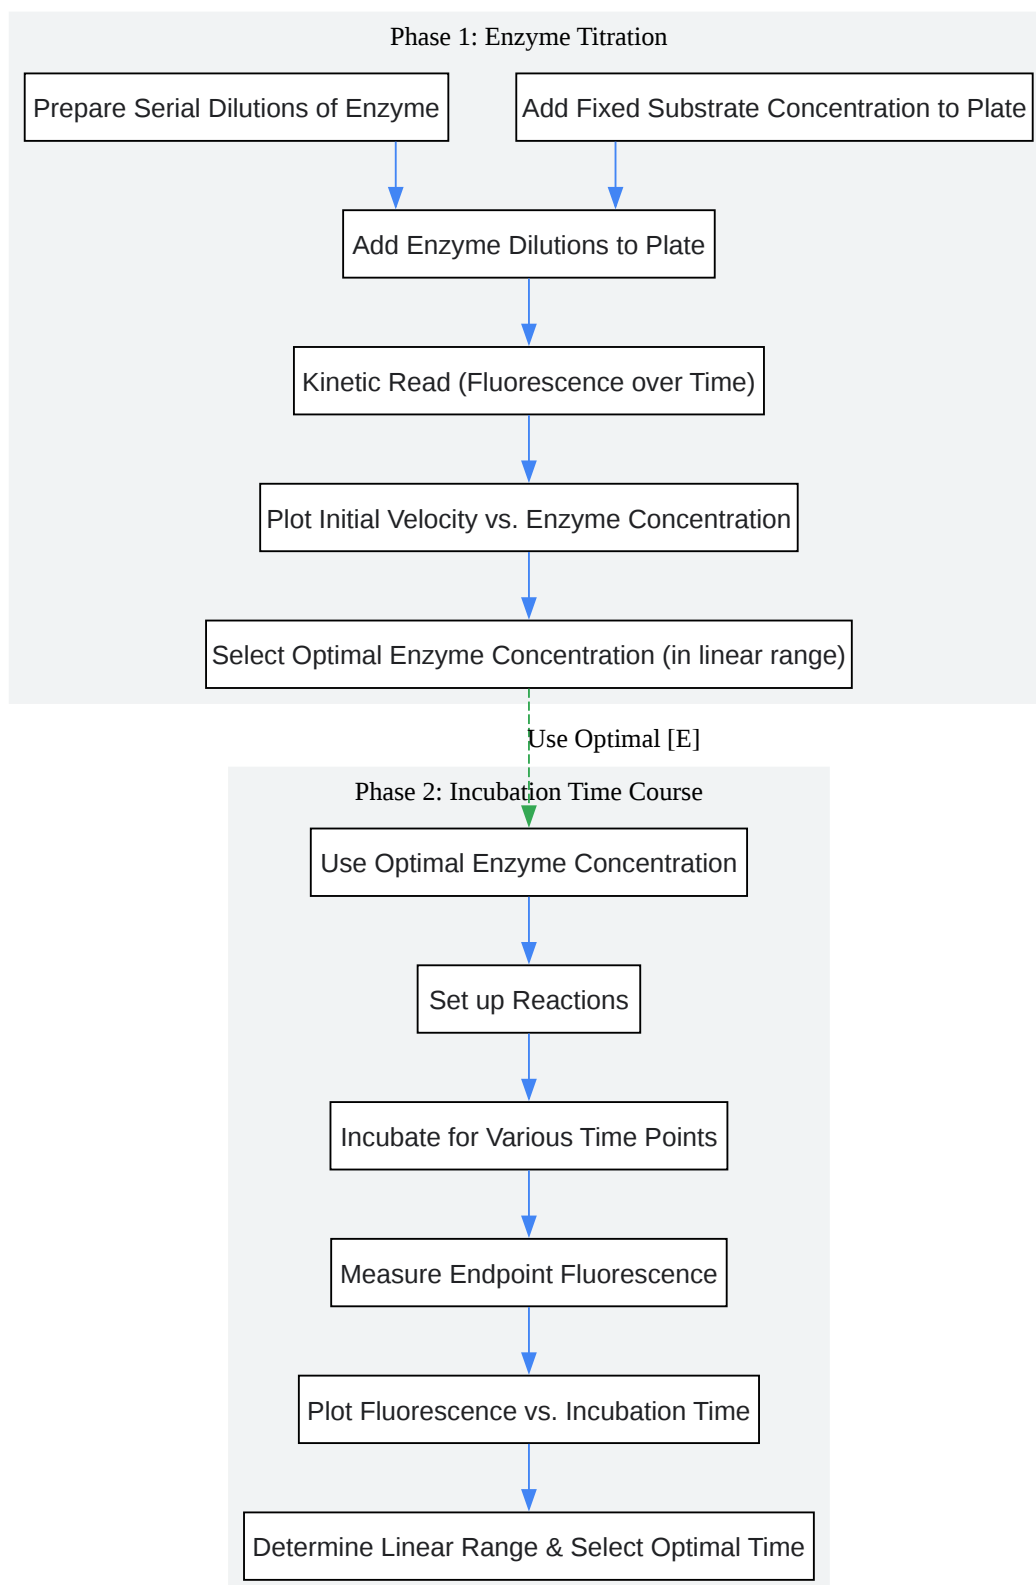 Phase 1: Enzyme Titration
Prepare Serial Dilutions of Enzyme
Add Fixed Substrate Concentration to Plate
Add Enzyme Dilutions to Plate
Kinetic Read (Fluorescence over Time)
Plot Initial Velocity vs. Enzyme Concentration
Select Optimal Enzyme Concentration (in linear range)
Use Optimal [E]
Phase 2: Incubation Time Course
Use Optimal Enzyme Concentration
Set up Reactions
Incubate for Various Time Points
Measure Endpoint Fluorescence
Plot Fluorescence vs. Incubation Time
Determine Linear Range & Select Optimal Time